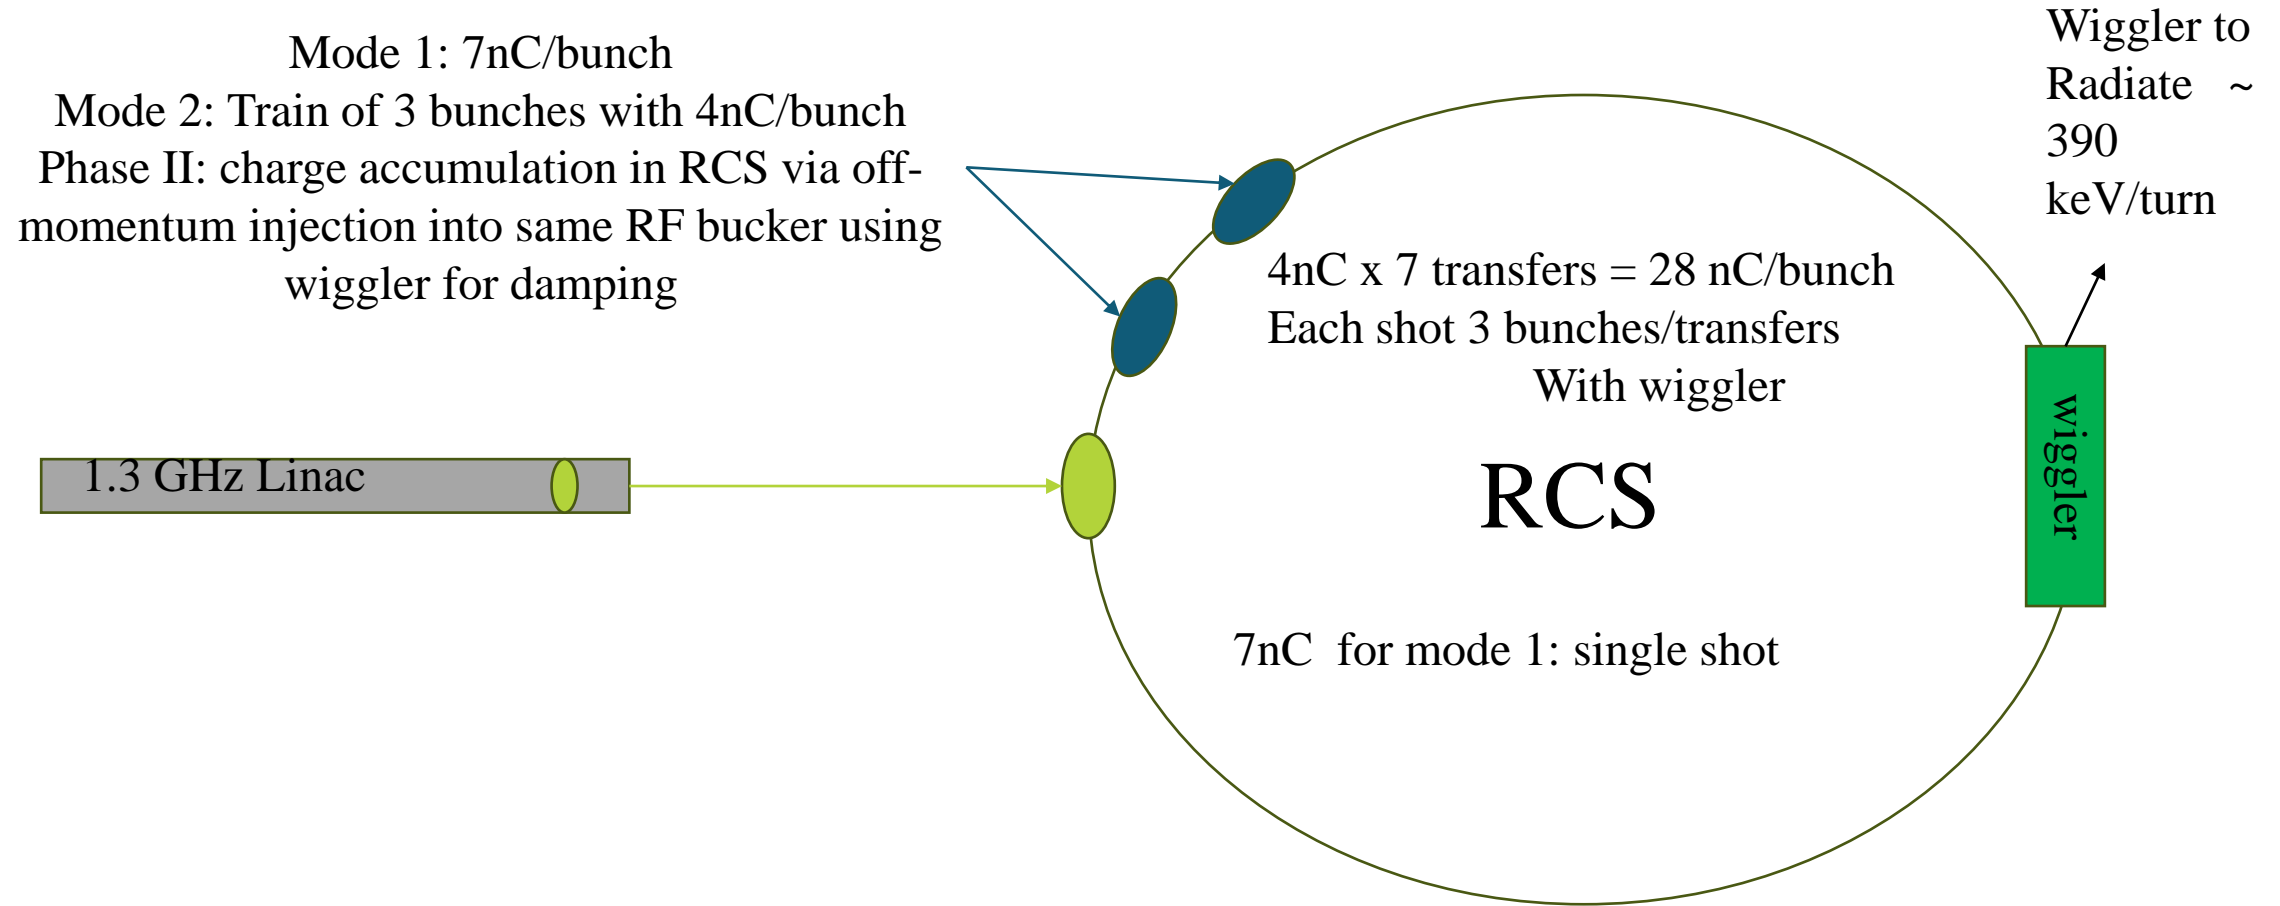 Mode 1: 7nC/bunch
Mode 2: Train of 3 bunches with 4nC/bunch
Phase II: charge accumulation in RCS via off-
momentum injection into same RF bucker using
wiggler for damping
Wiggler to
Radiate ~
390
keV/turn
4nC x 7 transfers = 28 nC/bunch
Each shot 3 bunches/transfers
With wiggler
wiggler
1.3 GHz Linac
RCS
7nC for mode 1: single shot